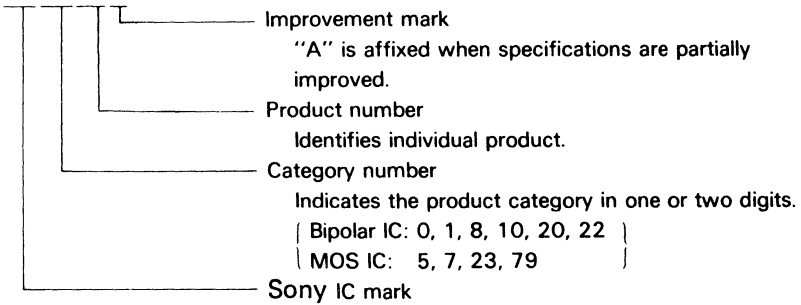 Improvement mark
"A" is affixed when specifications are partially
improved.
Product number
Identifies individual product.
Category number
Indicates the product category in one or two digits.
Bipolar IC: 0, 1, 8, 10, 20, 22
MOS IC: 5, 7, 23, 79
Sony IC mark